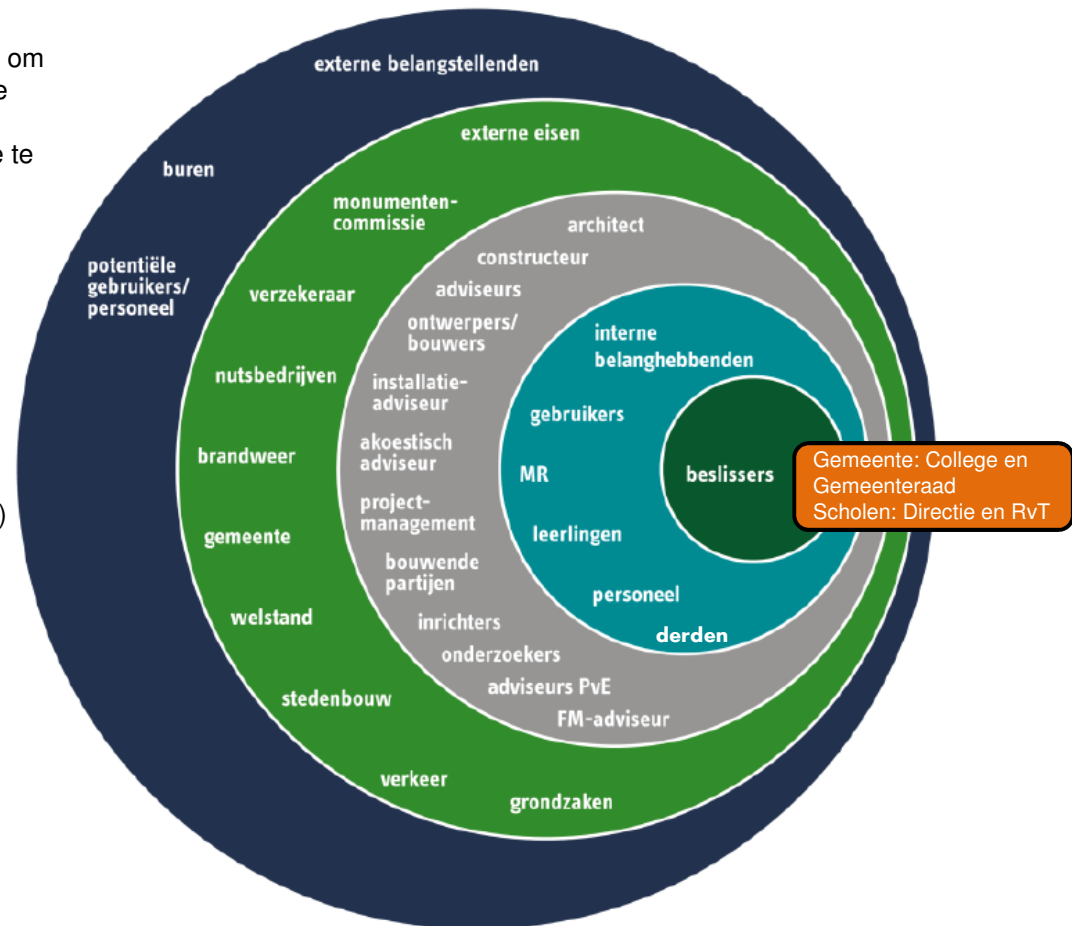 om
e
e te
)
externe belangstellenden
buren
potentiële
gebruikers/
personeel
externe eisen
monumenten-
commissie
verzekeraar
nutsbedrijven
brandweer
gemeente
welstand
stedenbouw
verkeer
grondzaken
architect
constructeur
adviseurs
ontwerpers/
bouwers
installatie-
adviseur
akoestisch
adviseur
project-
management
bouwende
partijen
inrichters
onderzoekers
adviseurs PvE
FM-adviseur
interne
belanghebbenden
gebruikers
MR
leerlingen
personeel
derden
beslissers
Gemeente: College en
Gemeenteraad
Scholen: Directie en RvT